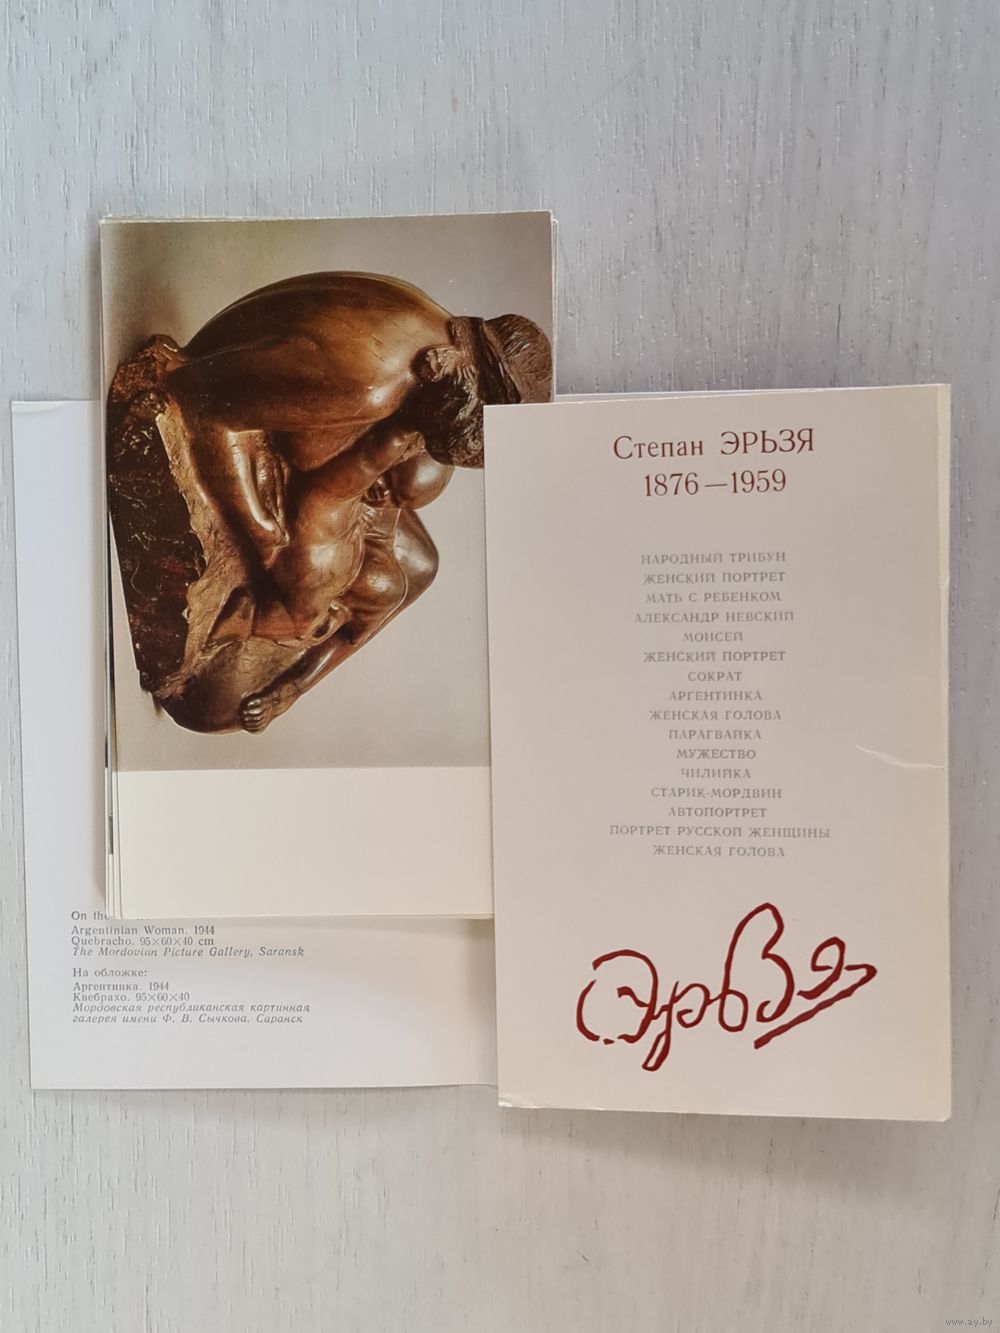 Степан ЭРЬЗЯ
1876—1959
НАРОДНЫЙ ТРИБУН
ЖЕНСКИЙ ПОРТРЕТ
МАТЬ С РЕБЕНКОМ
АЛЕКСАНДР НЕВСКИЙ
МОИСЕЙ
ЖЕНСКИЙ ПОРТРЕТ
СОКРАТ
АРГЕНТИНКА
ЖЕНСКАЯ ГОЛОВА
ПАРАГВАЙКА
МУЖЕСТВО
ЧИЛИЙКА
СТАРИК-МОРДВИН
АВТОПОРТРЕТ
ПОРТРЕТ РУССКОЙ ЖЕНЩИНЫ
ЖЕНСКАЯ ГОЛОВА
Эрьзя
On the
Argentinian Woman. 1944
Quebracho. 95×60×40 cm
The Mordovian Picture Gallery, Saransk
На обложке:
Аргентинка. 1944
Квебрахо. 95×60×40
Мордовская республиканская картинная
галерея имени Ф. В. Сычкова, Саранск
www.ay.by